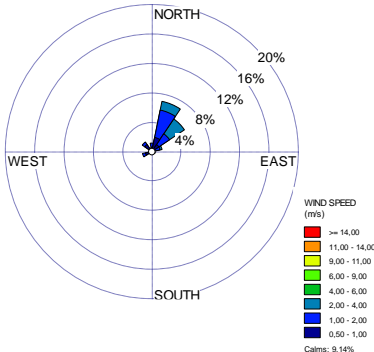 NORTH
20%
16%
12%
8%
4%
WEST
EAST
SOUTH
WIND SPEED
(m/s)
>= 14,00
11,00 - 14,00
9,00 - 11,00
6,00 - 9,00
4,00 - 6,00
2,00 - 4,00
1,00 - 2,00
0,50 - 1,00
Calms: 9.14%